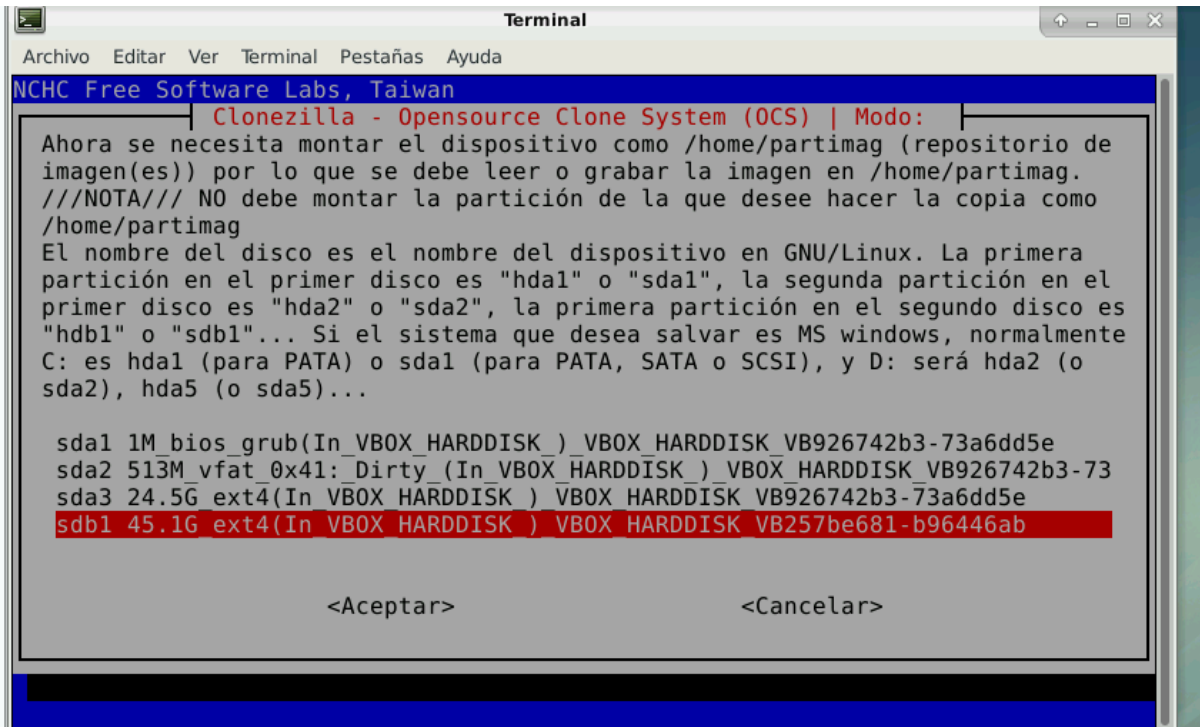 Terminal
Archivo Editar Ver Terminal Pestañas Ayuda
NCHC Free Software Labs, Taiwan
Clonezilla - Opensource Clone System (OCS) | Modo:
Ahora se necesita montar el dispositivo como /home/partimag (repositorio de
imagen(es)) por lo que se debe leer o grabar la imagen en /home/partimag.
///NOTA/// NO debe montar la partición de la que desee hacer la copia como
/home/partimag
El nombre del disco es el nombre del dispositivo en GNU/Linux. La primera
partición en el primer disco es "hda1" o "sda1", la segunda partición en el
primer disco es "hda2" o "sda2", la primera partición en el segundo disco es
"hdb1" o "sdb1"... Si el sistema que desea salvar es MS windows, normalmente
C: es hda1 (para PATA) o sda1 (para PATA, SATA o SCSI), y D: será hda2 (o
sda2), hda5 (o sda5)...
sda1 1M_bios_grub(In_VBOX_HARDDISK_)_VBOX_HARDDISK_VB926742b3-73a6dd5e
sda2 513M_vfat_0x41:_Dirty_(In_VBOX_HARDDISK_)_VBOX_HARDDISK_VB926742b3-73
sda3 24.5G_ext4(In_VBOX_HARDDISK_)_VBOX_HARDDISK_VB926742b3-73a6dd5e
sdb1 45.1G_ext4(In_VBOX_HARDDISK_)_VBOX_HARDDISK_VB257be681-b96446ab
<Aceptar> <Cancelar>